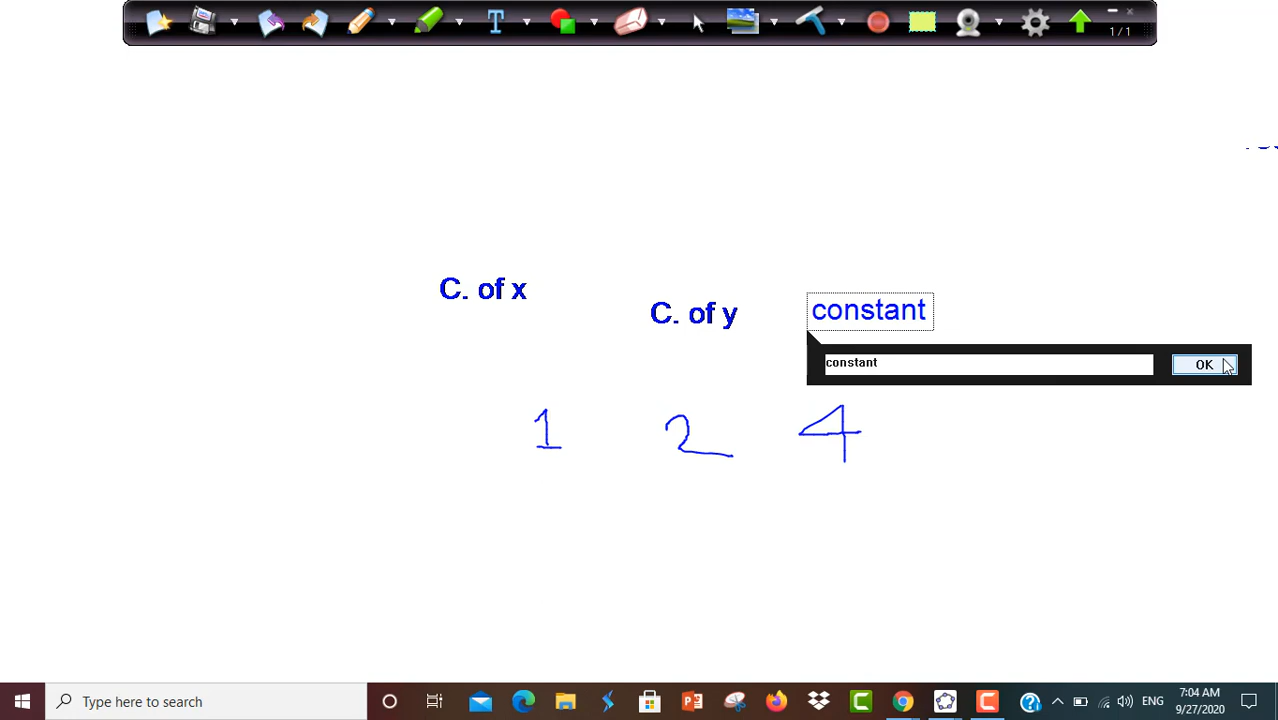 1/1
C. of x
C. of y
constant
constant
OK
1 2 4
Type here to search
ENG
7:04 AM
9/27/2020